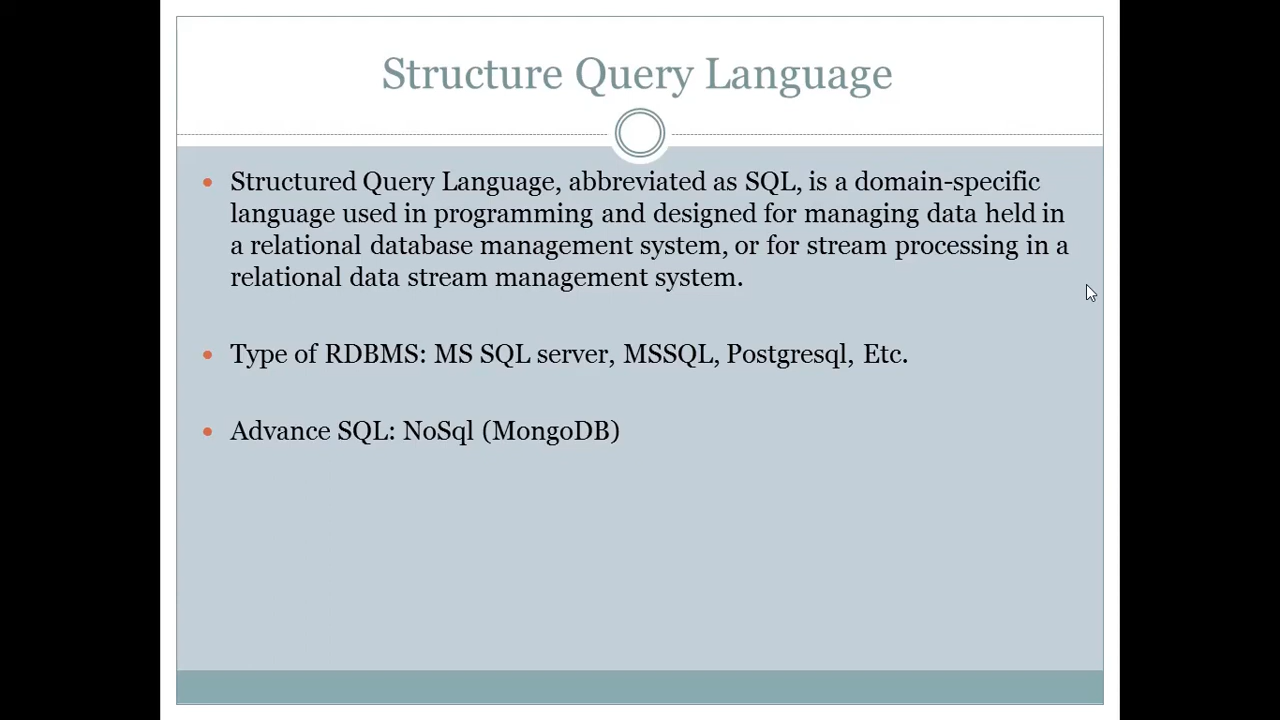 Structure Query Language
Structured Query Language, abbreviated as SQL, is a domain-specific
language used in programming and designed for managing data held in
a relational database management system, or for stream processing in a
relational data stream management system.
Type of RDBMS: MS SQL server, MSSQL, Postgresql, Etc.
Advance SQL: NoSql (MongoDB)